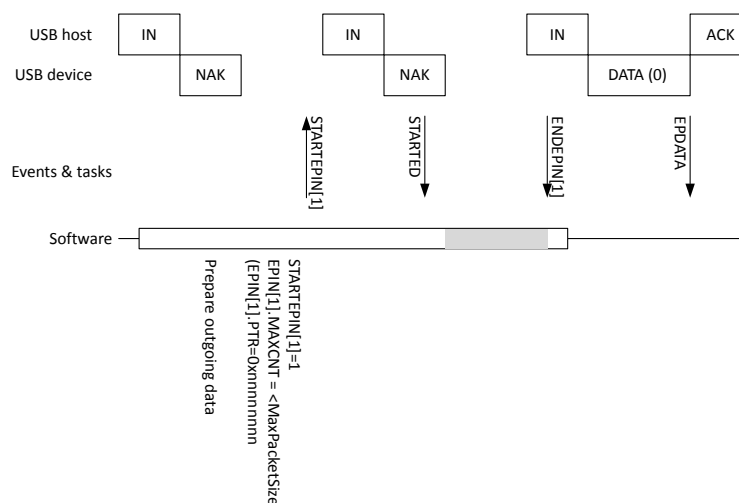 USB host
IN
IN
IN
ACK
USB device
NAK
NAK
DATA (0)
Events & tasks
STARTEPIN[1]
STARTED
ENDEPIN[1]
EPDATA
Software
STARTEPIN[1]=1
EPIN[1].MAXCNT = <MaxPacketSize
(EPIN[1].PTR=0xnnnnnnnn
Prepare outgoing data